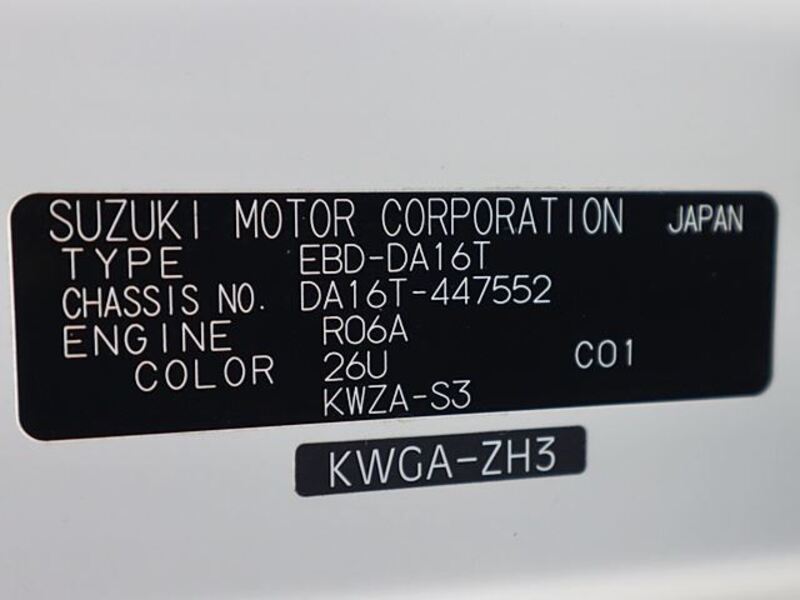 SUZUKI MOTOR CORPORATION JAPAN
TYPE EBD-DA16T
CHASSIS NO. DA16T-447552
ENGINE R06A
COLOR 26U C01
KWZA-S3
KWGA-ZH3